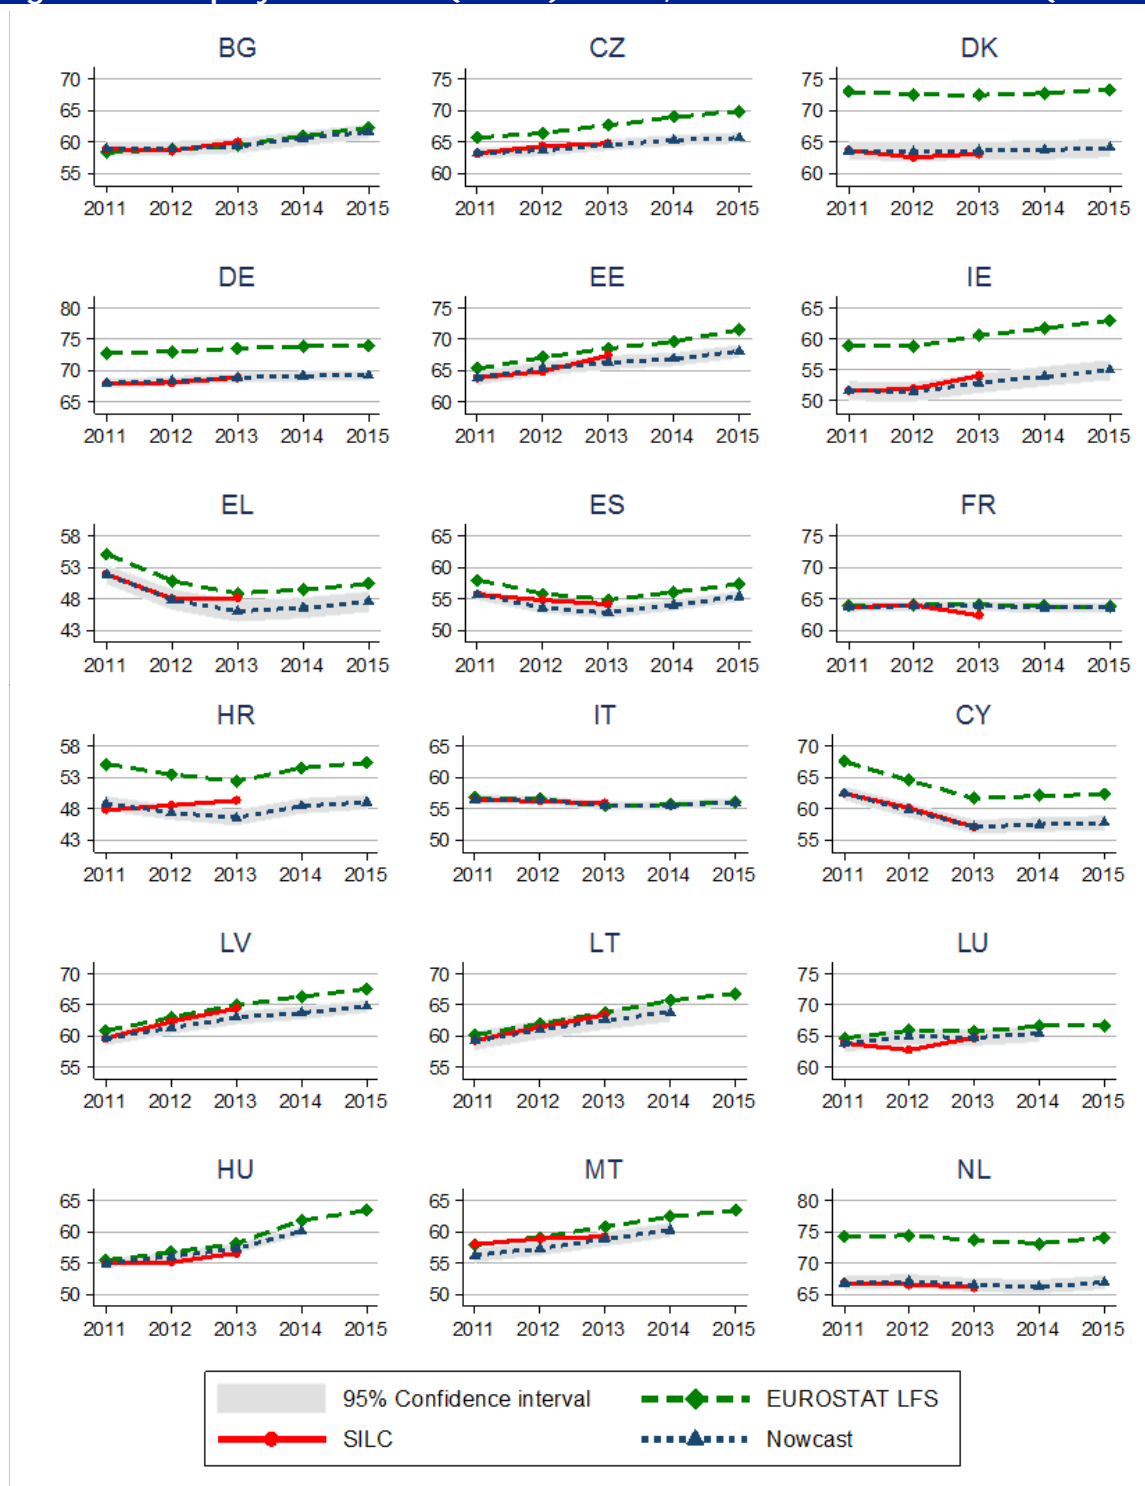 BG CZ DK
70 75 75
65 70 70
60 65 65
55 60 60
2011 2012 2013 2014 2015 2011 2012 2013 2014 2015 2011 2012 2013 2014 2015
DE EE IE
80 75 65
75 70 60
70 65 55
65 60 50
2011 2012 2013 2014 2015 2011 2012 2013 2014 2015 2011 2012 2013 2014 2015
EL ES FR
58 65 75
53 60 70
48 55 65
43 50 60
2011 2012 2013 2014 2015 2011 2012 2013 2014 2015 2011 2012 2013 2014 2015
HR IT CY
58 65 70
53 60 65
48 55 60
43 50 55
2011 2012 2013 2014 2015 2011 2012 2013 2014 2015 2011 2012 2013 2014 2015
LV LT LU
70 70 75
65 65 70
60 60 65
55 55 60
2011 2012 2013 2014 2015 2011 2012 2013 2014 2015 2011 2012 2013 2014 2015
HU MT NL
65 65 80
60 60 75
55 55 70
50 50 65
2011 2012 2013 2014 2015 2011 2012 2013 2014 2015 2011 2012 2013 2014 2015
95% Confidence interval EUROSTAT LFS
SILC Nowcast